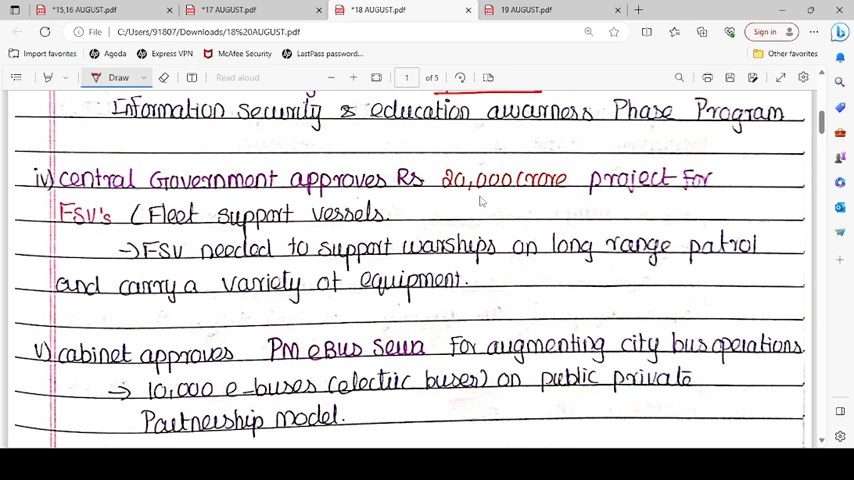 *15,16 AUGUST.pdf
*17 AUGUST.pdf
*18 AUGUST.pdf
19 AUGUST.pdf
File
C:/Users/91807/Downloads/18%20AUGUST.pdf
Sign in
Import favorites
Agoda
Express VPN
McAfee Security
LastPass password...
Other favorites
Draw
Read aloud
1
of 5
Information security & education awarness Phase Program
iv) central Government approves Rs 20,000 crore project for
FSV's (Fleet support vessels.
→ FSV needed to support warships on long range patrol
and carry a variety of equipment.
v) cabinet approves PM eBus Sewa for augmenting city bus operations.
→ 10,000 e-buses (electric buses) on public private
Partnership model.